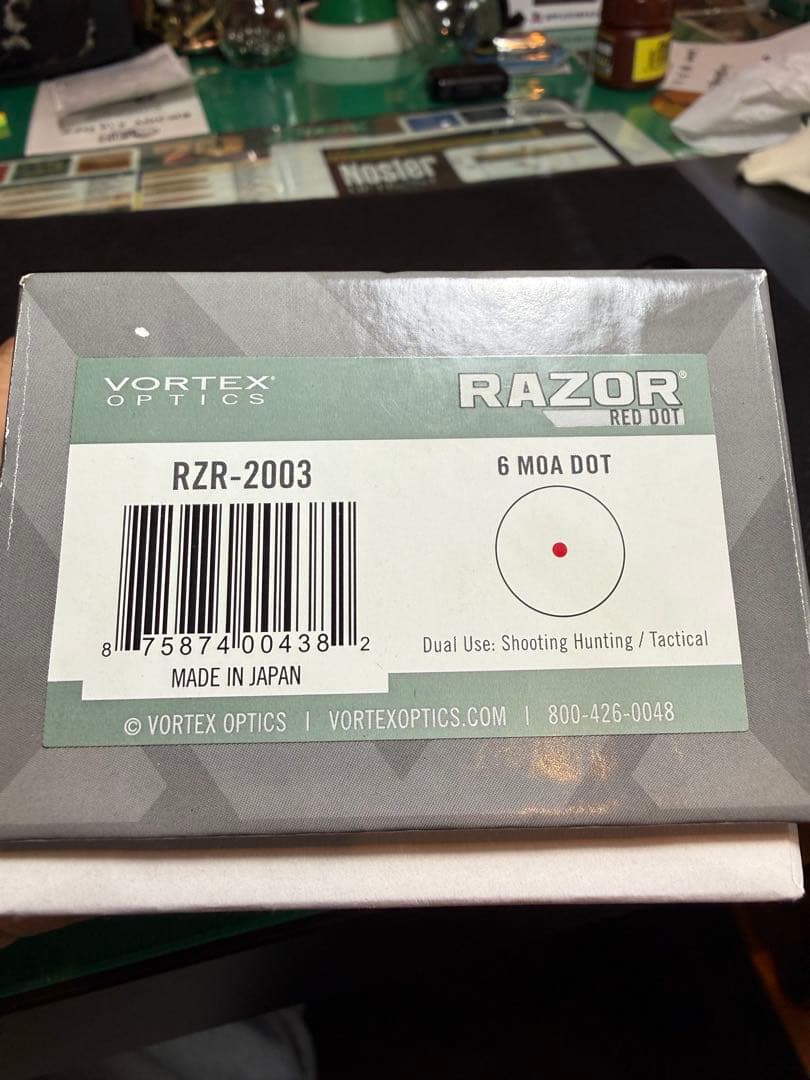 Nosler
VORTEX®
OPTICS
RAZOR®
RED DOT
RZR-2003
6 MOA DOT
8 75874 00438 2
MADE IN JAPAN
Dual Use: Shooting Hunting / Tactical
© VORTEX OPTICS | VORTEXOPTICS.COM | 800-426-0048